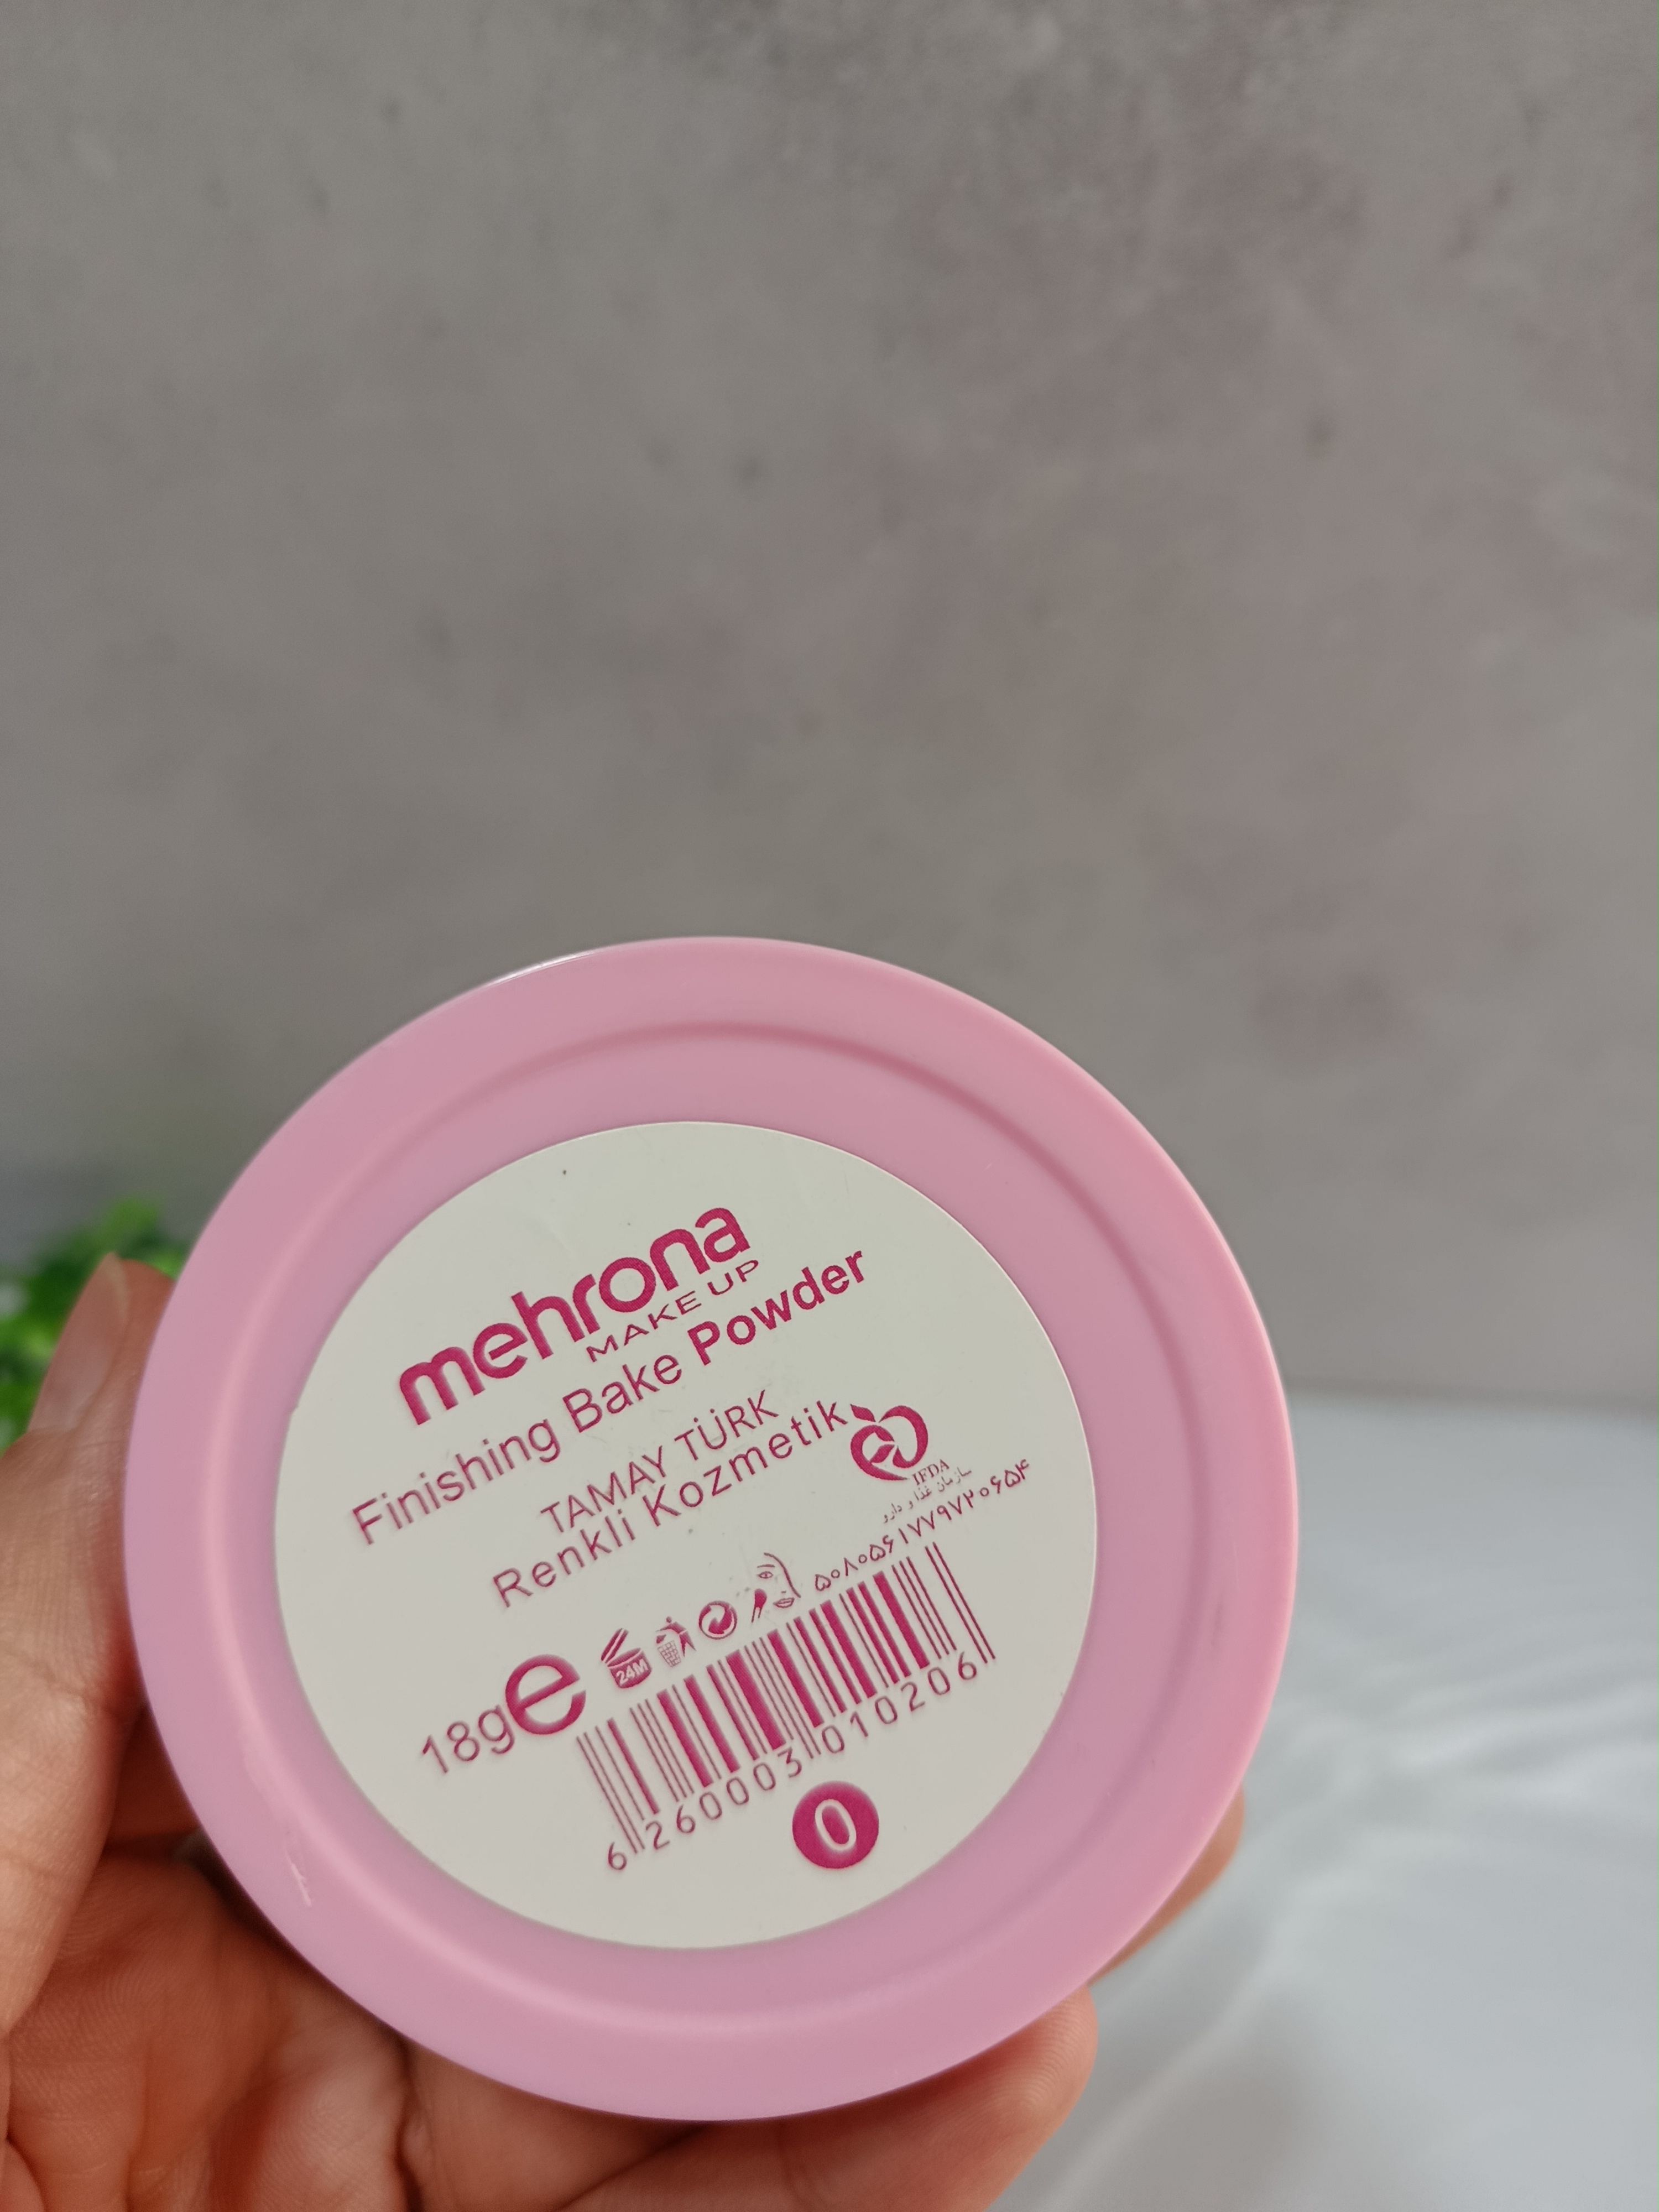 mehrona
MAKE UP
Finishing Bake Powder
TAMAY TÜRK
Renkli Kozmetik
IFDA
سازمان غذا و دارو
۵۰۸۰۵۶۱۷۷۹۷۲۰۶۵۴
18g e
24M
6 260003 010206
0